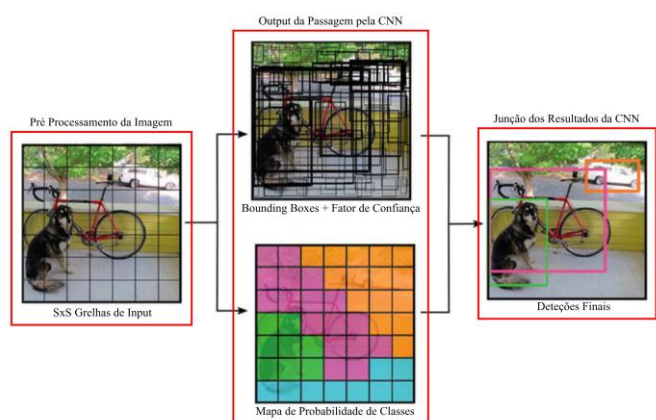 Output da Passagem pela CNN
Pré Processamento da Imagem
Junção dos Resultados da CNN
Bounding Boxes + Fator de Confiança
SxS Grelhas de Input
Deteções Finais
Mapa de Probabilidade de Classes